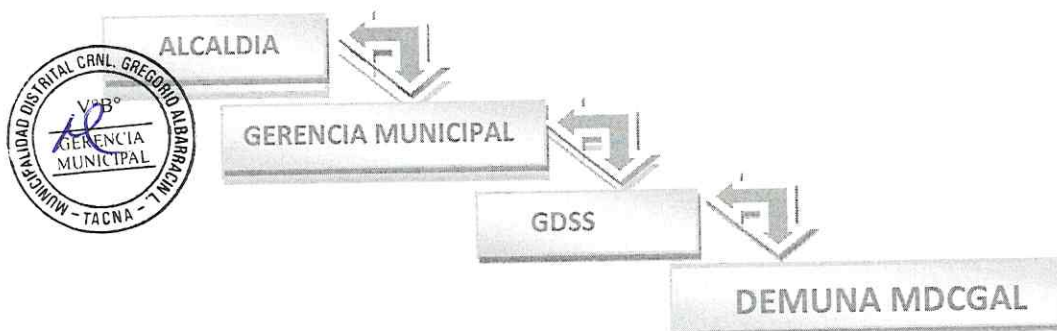 ALCALDIA
MUNICIPALIDAD DISTRITAL CRNL. GREGORIO ALBARRACIN L.
V°B°
GERENCIA
MUNICIPAL
- TACNA -
GERENCIA MUNICIPAL
GDSS
DEMUNA MDCGAL